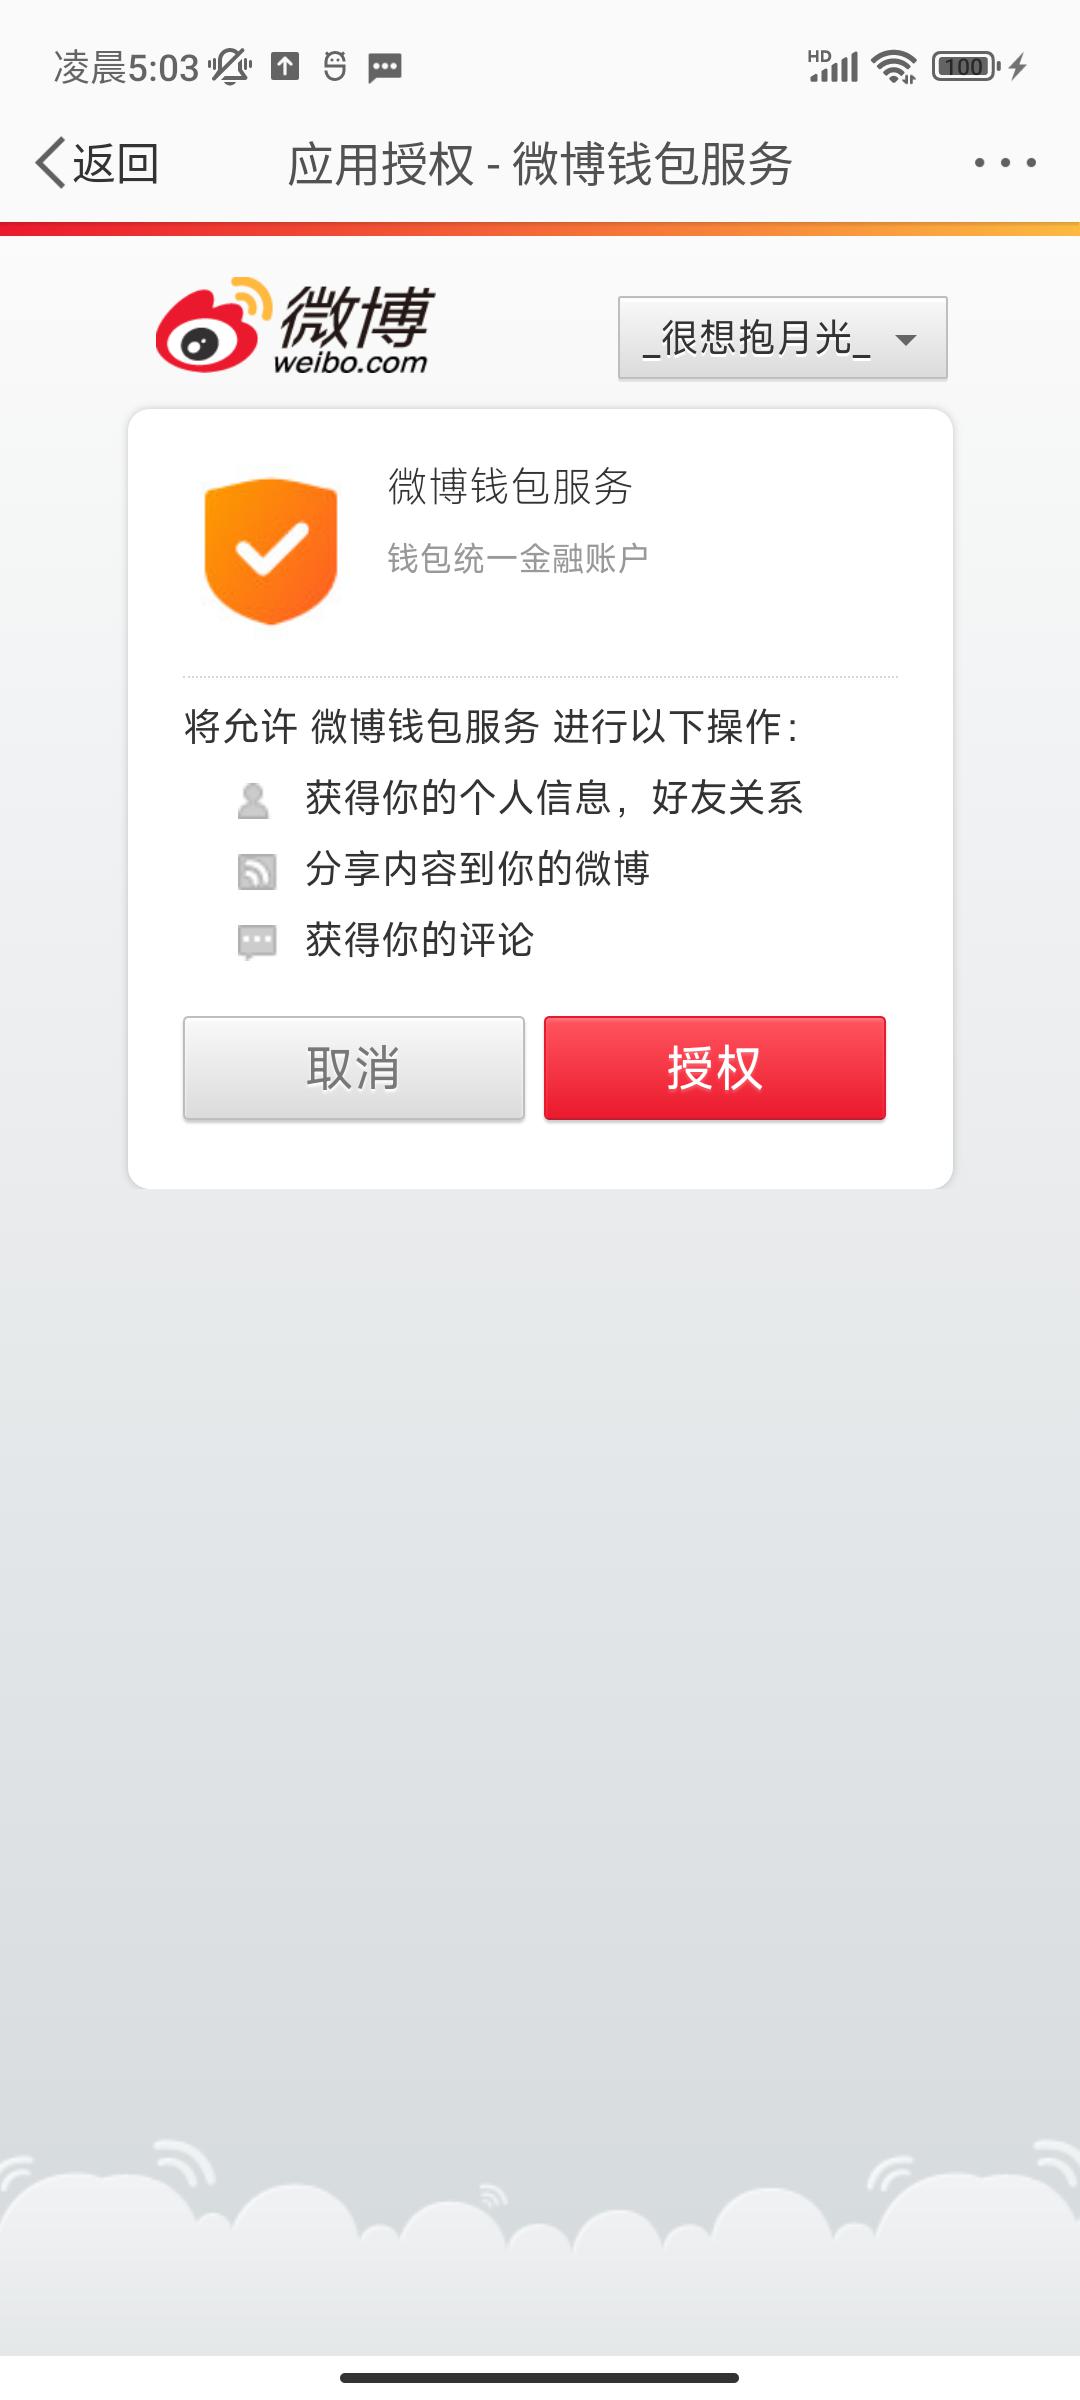 凌晨5:03
HD
100
返回
应用授权 - 微博钱包服务
微博
weibo.com
_很想抱月光_
微博钱包服务
钱包统一金融账户
将允许 微博钱包服务 进行以下操作：
获得你的个人信息，好友关系
分享内容到你的微博
获得你的评论
取消
授权